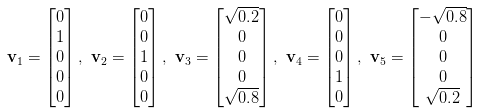 $\mathbf{v}_1 = \begin{bmatrix} 0 \\ 1 \\ 0 \\ 0 \\ 0 \end{bmatrix},\ \mathbf{v}_2 = \begin{bmatrix} 0 \\ 0 \\ 1 \\ 0 \\ 0 \end{bmatrix},\ \mathbf{v}_3 = \begin{bmatrix} \sqrt{0.2} \\ 0 \\ 0 \\ 0 \\ \sqrt{0.8} \end{bmatrix},\ \mathbf{v}_4 = \begin{bmatrix} 0 \\ 0 \\ 0 \\ 1 \\ 0 \end{bmatrix},\ \mathbf{v}_5 = \begin{bmatrix} -\sqrt{0.8} \\ 0 \\ 0 \\ 0 \\ \sqrt{0.2} \end{bmatrix}$